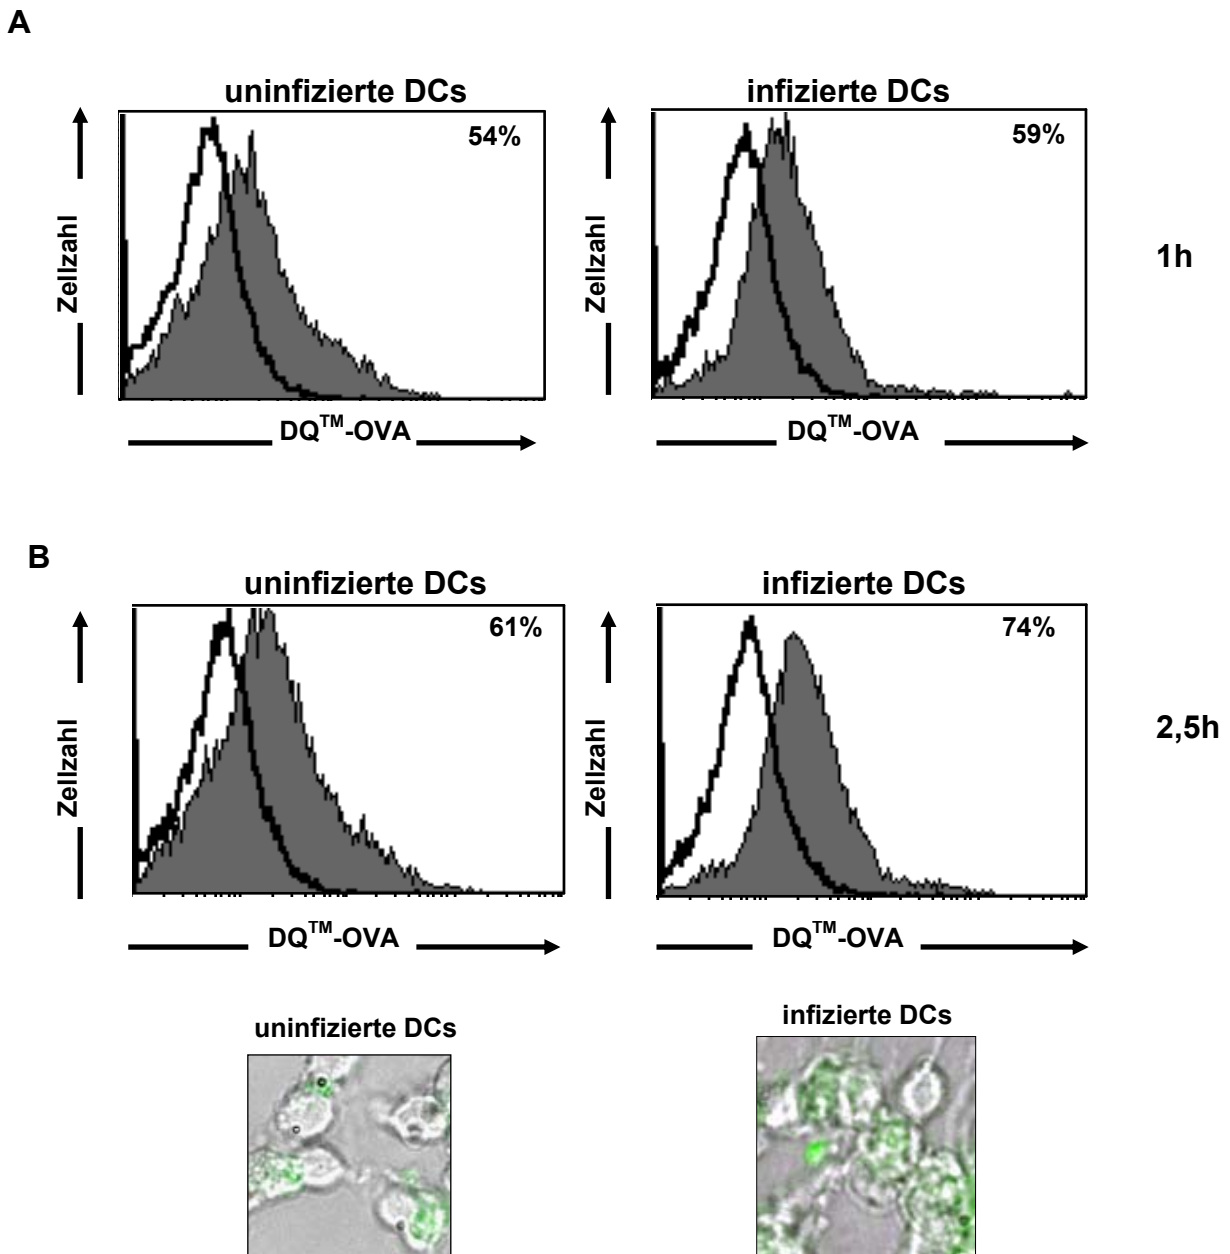 A
uninfizierte DCs
infizierte DCs
54%
59%
Zellzahl
Zellzahl
1h
DQTM-OVA
DQTM-OVA
B
uninfizierte DCs
infizierte DCs
61%
74%
Zellzahl
Zellzahl
2,5h
DQTM-OVA
DQTM-OVA
uninfizierte DCs
infizierte DCs